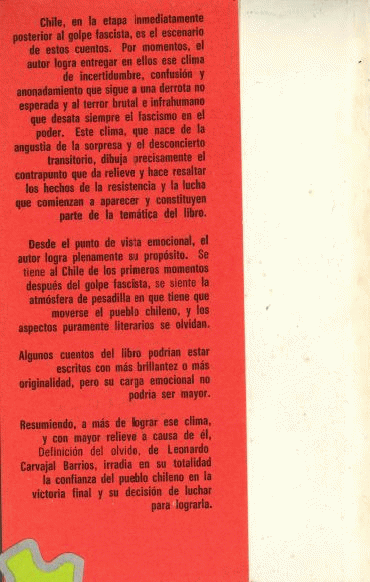 Chile, en la etapa inmediatamente
posterior al golpe fascista, es el escenario
de estos cuentos. Por momentos, el
autor logra entregar en ellos ese clima
de incertidumbre, confusión y
anonadamiento que sigue a una derrota no
esperada y al terror brutal e infrahumano
que desata siempre el fascismo en el
poder. Este clima, que nace de la
angustia de la sorpresa y el desconcierto
transitorio, dibuja precisamente el
contrapunto que da relieve y hace resaltar
los hechos de la resistencia y la lucha
que comienzan a aparecer y constituyen
parte de la temática del libro.
Desde el punto de vista emocional, el
autor logra plenamente su propósito. Se
tiene al Chile de los primeros momentos
después del golpe fascista, se siente la
atmósfera de pesadilla en que tiene que
moverse el pueblo chileno, y los
aspectos puramente literarios se olvidan.
Algunos cuentos del libro podrían estar
escritos con más brillantez o más
originalidad, pero su carga emocional no
podría ser mayor.
Resumiendo, a más de lograr ese clima,
y con mayor relieve a causa de él,
Definición del olvido, de Leonardo
Carvajal Barrios, irradia en su totalidad
la confianza del pueblo chileno en la
victoria final y su decisión de luchar
para lograrla.